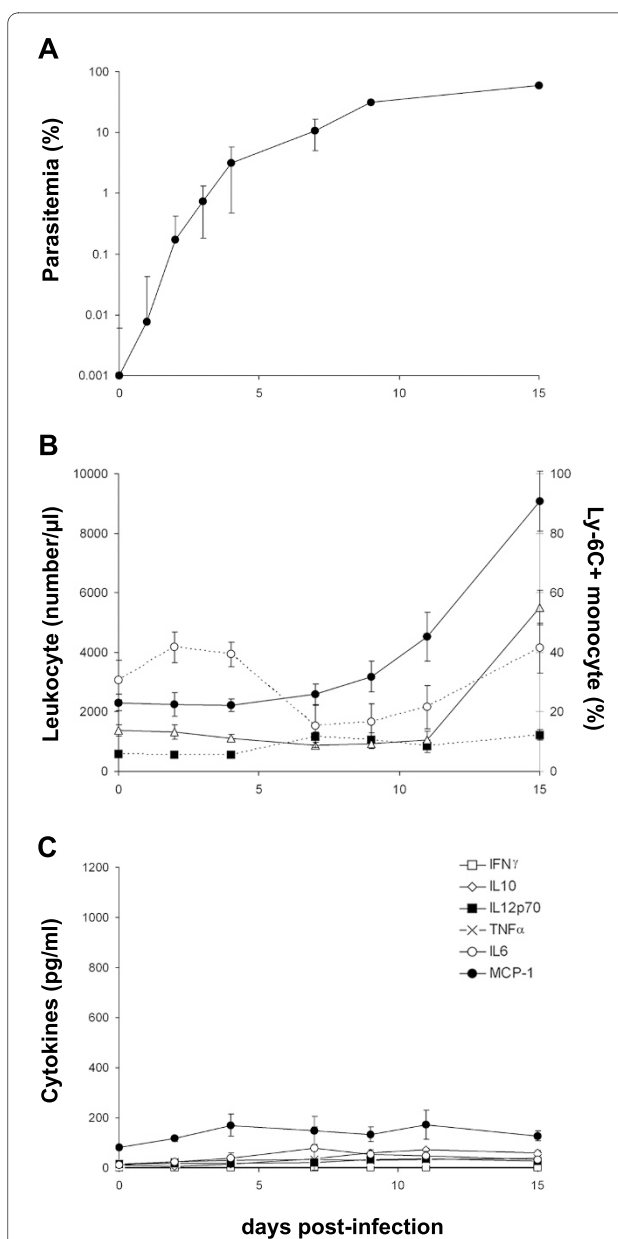 A
Parasitemia (%)
100
10
1
0.1
0.01
0.001
0 5 10 15
B
Leukocyte (number/µl)
10000
8000
6000
4000
2000
0
100
80
60
40
20
0
Ly-6C+ monocyte (%)
0 5 10 15
C
Cytokines (pg/ml)
1200
1000
800
600
400
200
0
IFNγ
IL10
IL12p70
TNFα
IL6
MCP-1
0 5 10 15
days post-infection